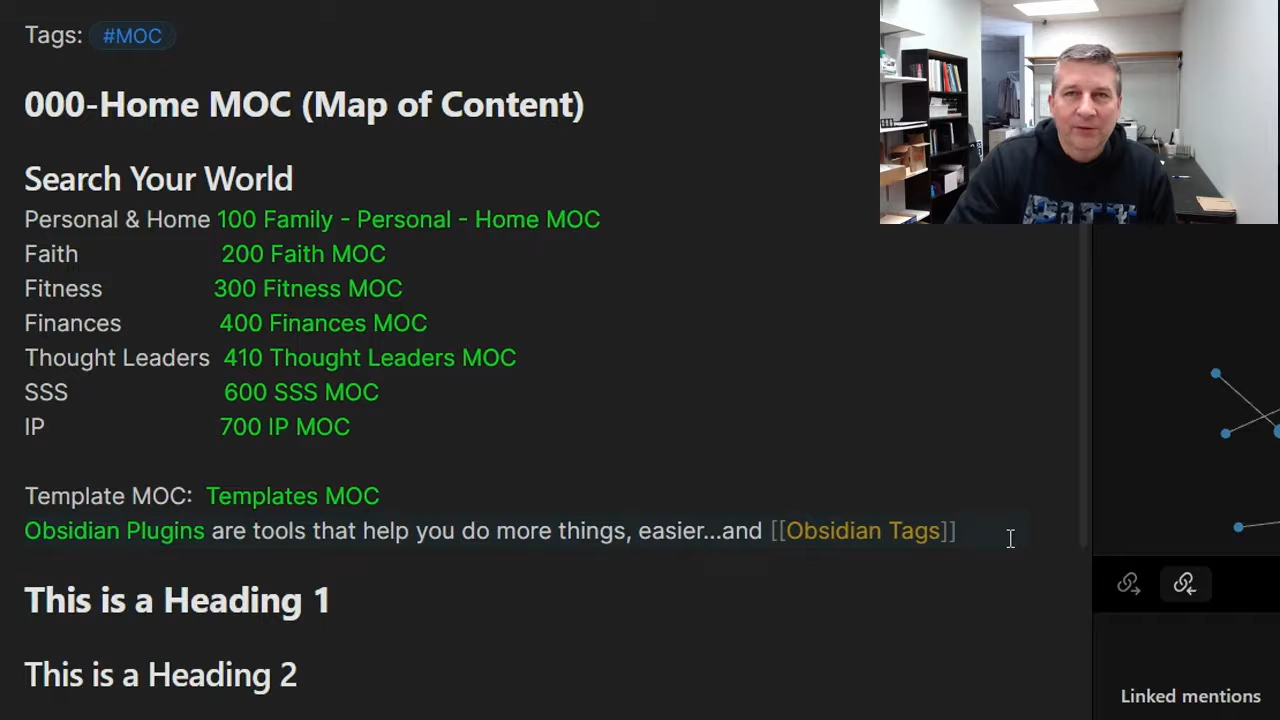 Tags: #MOC
000-Home MOC (Map of Content)
Search Your World
Personal & Home 100 Family - Personal - Home MOC
Faith 200 Faith MOC
Fitness 300 Fitness MOC
Finances 400 Finances MOC
Thought Leaders 410 Thought Leaders MOC
SSS 600 SSS MOC
IP 700 IP MOC
Template MOC: Templates MOC
Obsidian Plugins are tools that help you do more things, easier...and [[Obsidian Tags]]
This is a Heading 1
This is a Heading 2
Linked mentions